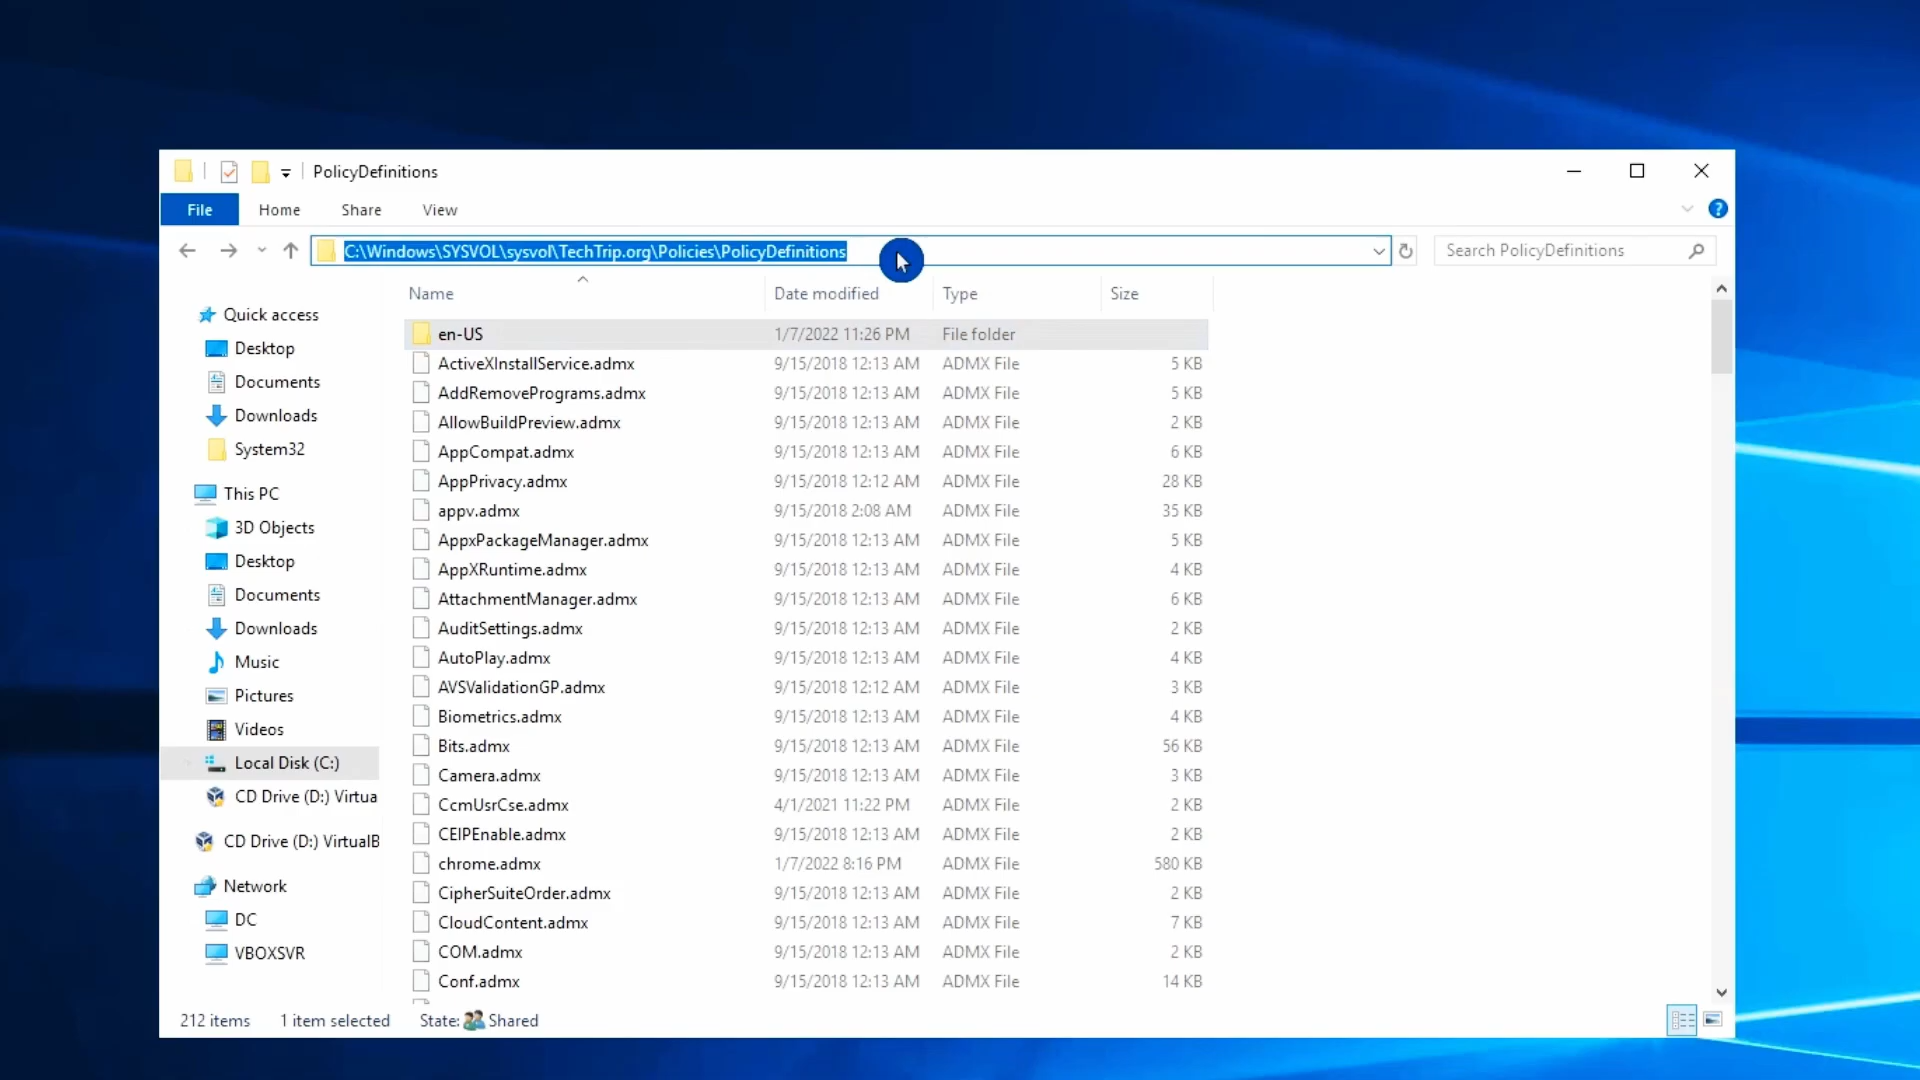 PolicyDefinitions
File Home Share View
C:\Windows\SYSVOL\sysvol\TechTrip.org\Policies\PolicyDefinitions
Search PolicyDefinitions
Quick access
Desktop
Documents
Downloads
System32
This PC
3D Objects
Desktop
Documents
Downloads
Music
Pictures
Videos
Local Disk (C:)
CD Drive (D:) Virtua
CD Drive (D:) VirtualB
Network
DC
VBOXSVR
Name Date modified Type Size
en-US 1/7/2022 11:26 PM File folder
ActiveXInstallService.admx 9/15/2018 12:13 AM ADMX File 5 KB
AddRemovePrograms.admx 9/15/2018 12:13 AM ADMX File 5 KB
AllowBuildPreview.admx 9/15/2018 12:13 AM ADMX File 2 KB
AppCompat.admx 9/15/2018 12:13 AM ADMX File 6 KB
AppPrivacy.admx 9/15/2018 12:12 AM ADMX File 28 KB
appv.admx 9/15/2018 2:08 AM ADMX File 35 KB
AppxPackageManager.admx 9/15/2018 12:13 AM ADMX File 5 KB
AppXRuntime.admx 9/15/2018 12:13 AM ADMX File 4 KB
AttachmentManager.admx 9/15/2018 12:13 AM ADMX File 6 KB
AuditSettings.admx 9/15/2018 12:13 AM ADMX File 2 KB
AutoPlay.admx 9/15/2018 12:13 AM ADMX File 4 KB
AVSValidationGP.admx 9/15/2018 12:12 AM ADMX File 3 KB
Biometrics.admx 9/15/2018 12:13 AM ADMX File 4 KB
Bits.admx 9/15/2018 12:13 AM ADMX File 56 KB
Camera.admx 9/15/2018 12:13 AM ADMX File 3 KB
CcmUsrCse.admx 4/1/2021 11:22 PM ADMX File 2 KB
CEIPEnable.admx 9/15/2018 12:13 AM ADMX File 2 KB
chrome.admx 1/7/2022 8:16 PM ADMX File 580 KB
CipherSuiteOrder.admx 9/15/2018 12:13 AM ADMX File 2 KB
CloudContent.admx 9/15/2018 12:13 AM ADMX File 7 KB
COM.admx 9/15/2018 12:13 AM ADMX File 2 KB
Conf.admx 9/15/2018 12:13 AM ADMX File 14 KB
212 items 1 item selected State: Shared